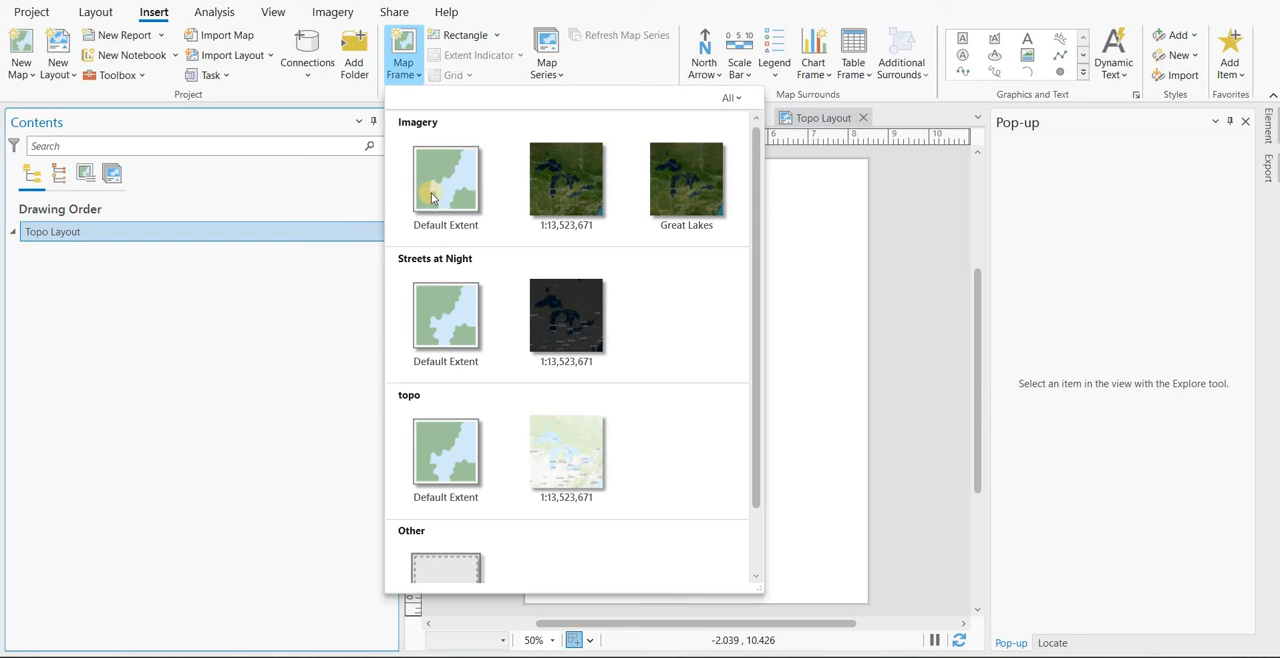 Project Layout Insert Analysis View Imagery Share Help
New Map New Layout New Report New Notebook Toolbox Import Map Import Layout Task Connections Add Folder
Project
Map Frame Rectangle Extent Indicator Grid Map Series Refresh Map Series
North Arrow 0 5 10 Scale Bar Legend Chart Frame Table Frame Additional Surrounds
Map Surrounds
A A A A A Dynamic Text
Graphics and Text
Add New Import
Styles
Add Item
Favorites
Contents
Search
Drawing Order
Topo Layout
All
Imagery
Default Extent 1:13,523,671 Great Lakes
Streets at Night
Default Extent 1:13,523,671
topo
Default Extent 1:13,523,671
Other
Topo Layout
6 7 8 9 10
50% -2.039 , 10.426
Pop-up
Select an item in the view with the Explore tool.
Pop-up Locate
Element
Export